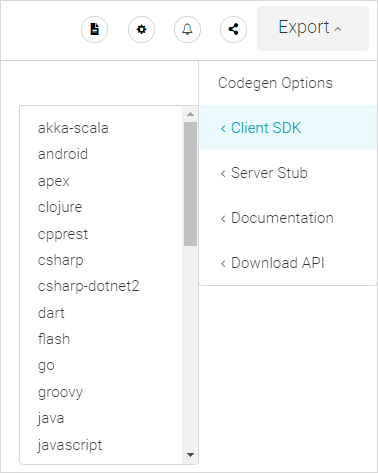 Export
Codegen Options
Client SDK
Server Stub
Documentation
Download API
akka-scala
android
apex
clojure
cpprest
csharp
csharp-dotnet2
dart
flash
go
groovy
java
javascript